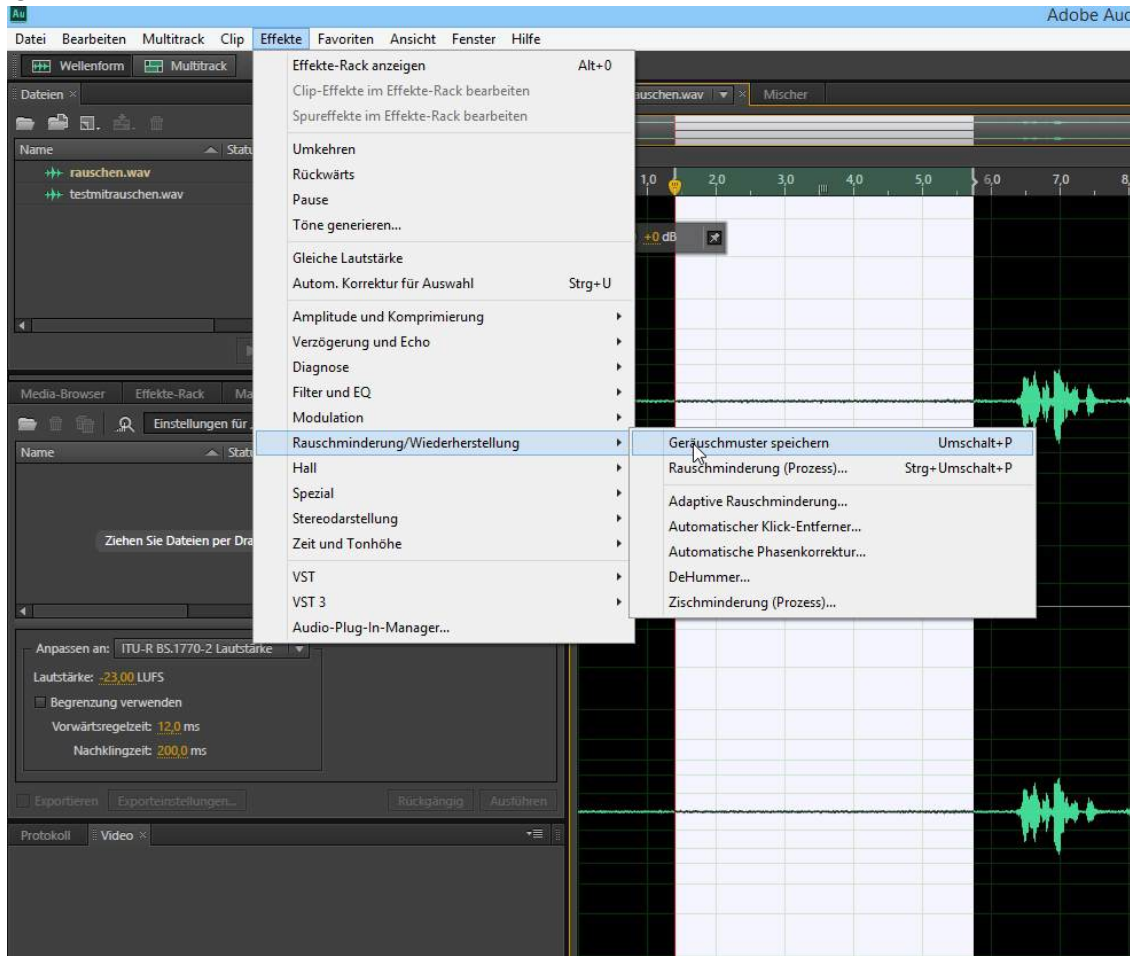 Au
Adobe Auc
Datei Bearbeiten Multitrack Clip Effekte Favoriten Ansicht Fenster Hilfe
Wellenform Multitrack
Dateien
Name Statu
rauschen.wav
testmitrauschen.wav
Media-Browser Effekte-Rack Ma
Einstellungen für
Name Statu
Ziehen Sie Dateien per Dra
Anpassen an: ITU-R BS.1770-2 Lautstärke
Lautstärke: -23,00 LUFS
Begrenzung verwenden
Vorwärtsregelzeit: 12,0 ms
Nachklingzeit: 200,0 ms
Exportieren Exporteinstellungen... Rückgängig Ausführen
Protokoll Video
Effekte-Rack anzeigen Alt+0
Clip-Effekte im Effekte-Rack bearbeiten
Spureffekte im Effekte-Rack bearbeiten
Umkehren
Rückwärts
Pause
Töne generieren...
Gleiche Lautstärke
Autom. Korrektur für Auswahl Strg+U
Amplitude und Komprimierung
Verzögerung und Echo
Diagnose
Filter und EQ
Modulation
Rauschminderung/Wiederherstellung
Hall
Spezial
Stereodarstellung
Zeit und Tonhöhe
VST
VST 3
Audio-Plug-In-Manager...
Geräuschmuster speichern Umschalt+P
Rauschminderung (Prozess)... Strg+Umschalt+P
Adaptive Rauschminderung...
Automatischer Klick-Entferner...
Automatische Phasenkorrektur...
DeHummer...
Zischminderung (Prozess)...
auschen.wav Mischer
1,0 2,0 3,0 4,0 5,0 6,0 7,0 8,
+0 dB